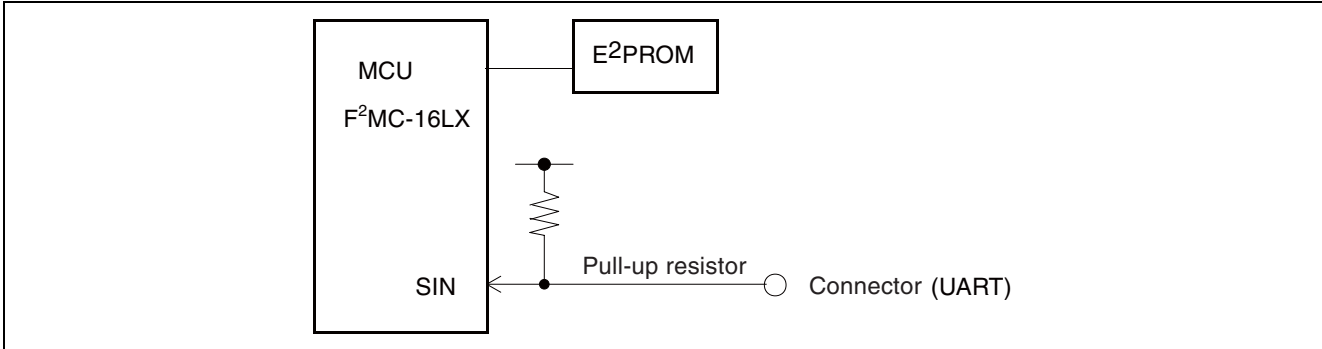 E²PROM
MCU
F²MC-16LX
Pull-up resistor
SIN
Connector (UART)